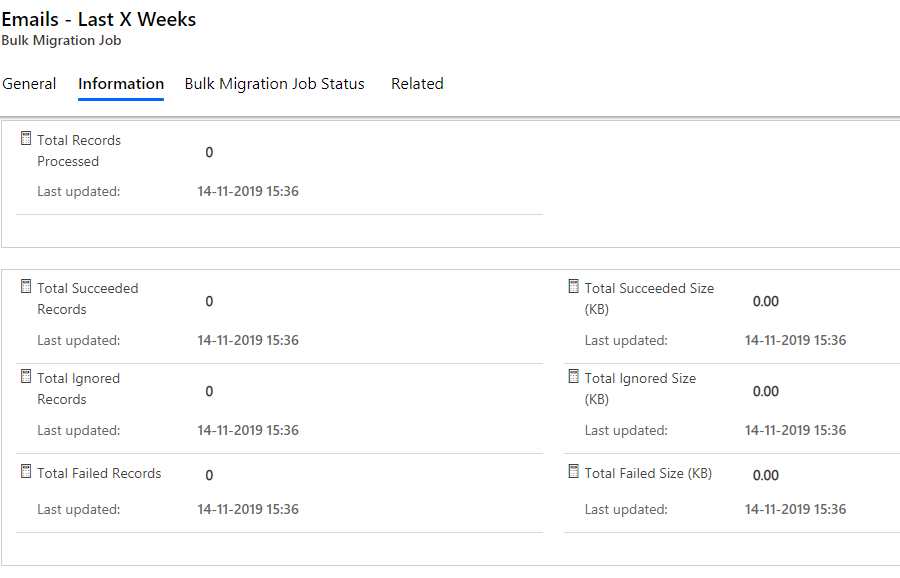 Emails - Last X Weeks
Bulk Migration Job
General Information Bulk Migration Job Status Related
Total Records
Processed
0
Last updated: 14-11-2019 15:36
Total Succeeded
Records
0
Last updated: 14-11-2019 15:36
Total Succeeded Size
(KB)
0.00
Last updated: 14-11-2019 15:36
Total Ignored
Records
0
Last updated: 14-11-2019 15:36
Total Ignored Size
(KB)
0.00
Last updated: 14-11-2019 15:36
Total Failed Records 0
Last updated: 14-11-2019 15:36
Total Failed Size (KB) 0.00
Last updated: 14-11-2019 15:36